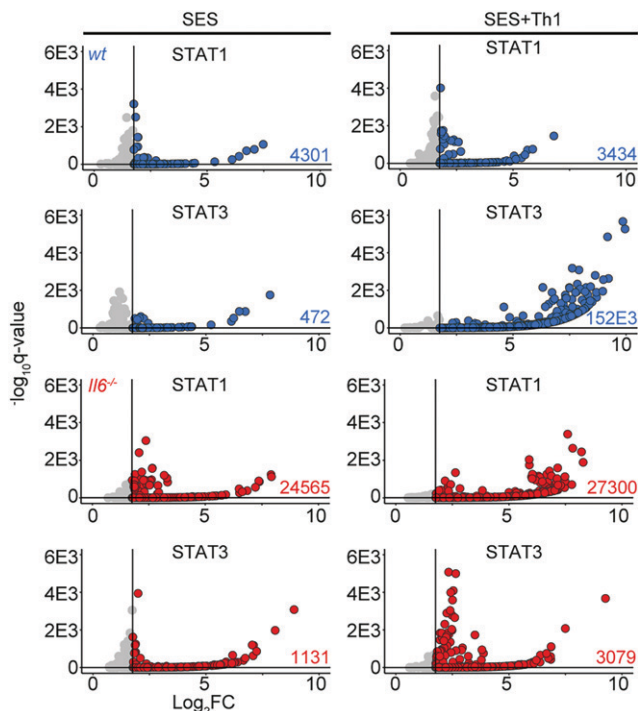 SES SES+Th1
wt STAT1 STAT1
6E3 6E3
4E3 4E3
2E3 2E3
0 0
4301 3434
0 5 10 0 5 10
STAT3 STAT3
6E3 6E3
4E3 4E3
2E3 2E3
0 0
472 152E3
0 5 10 0 5 10
-log10q-value
Il6-/- STAT1 STAT1
6E3 6E3
4E3 4E3
2E3 2E3
0 0
24565 27300
0 5 10 0 5 10
STAT3 STAT3
6E3 6E3
4E3 4E3
2E3 2E3
0 0
1131 3079
0 5 10 0 5 10
Log2FC